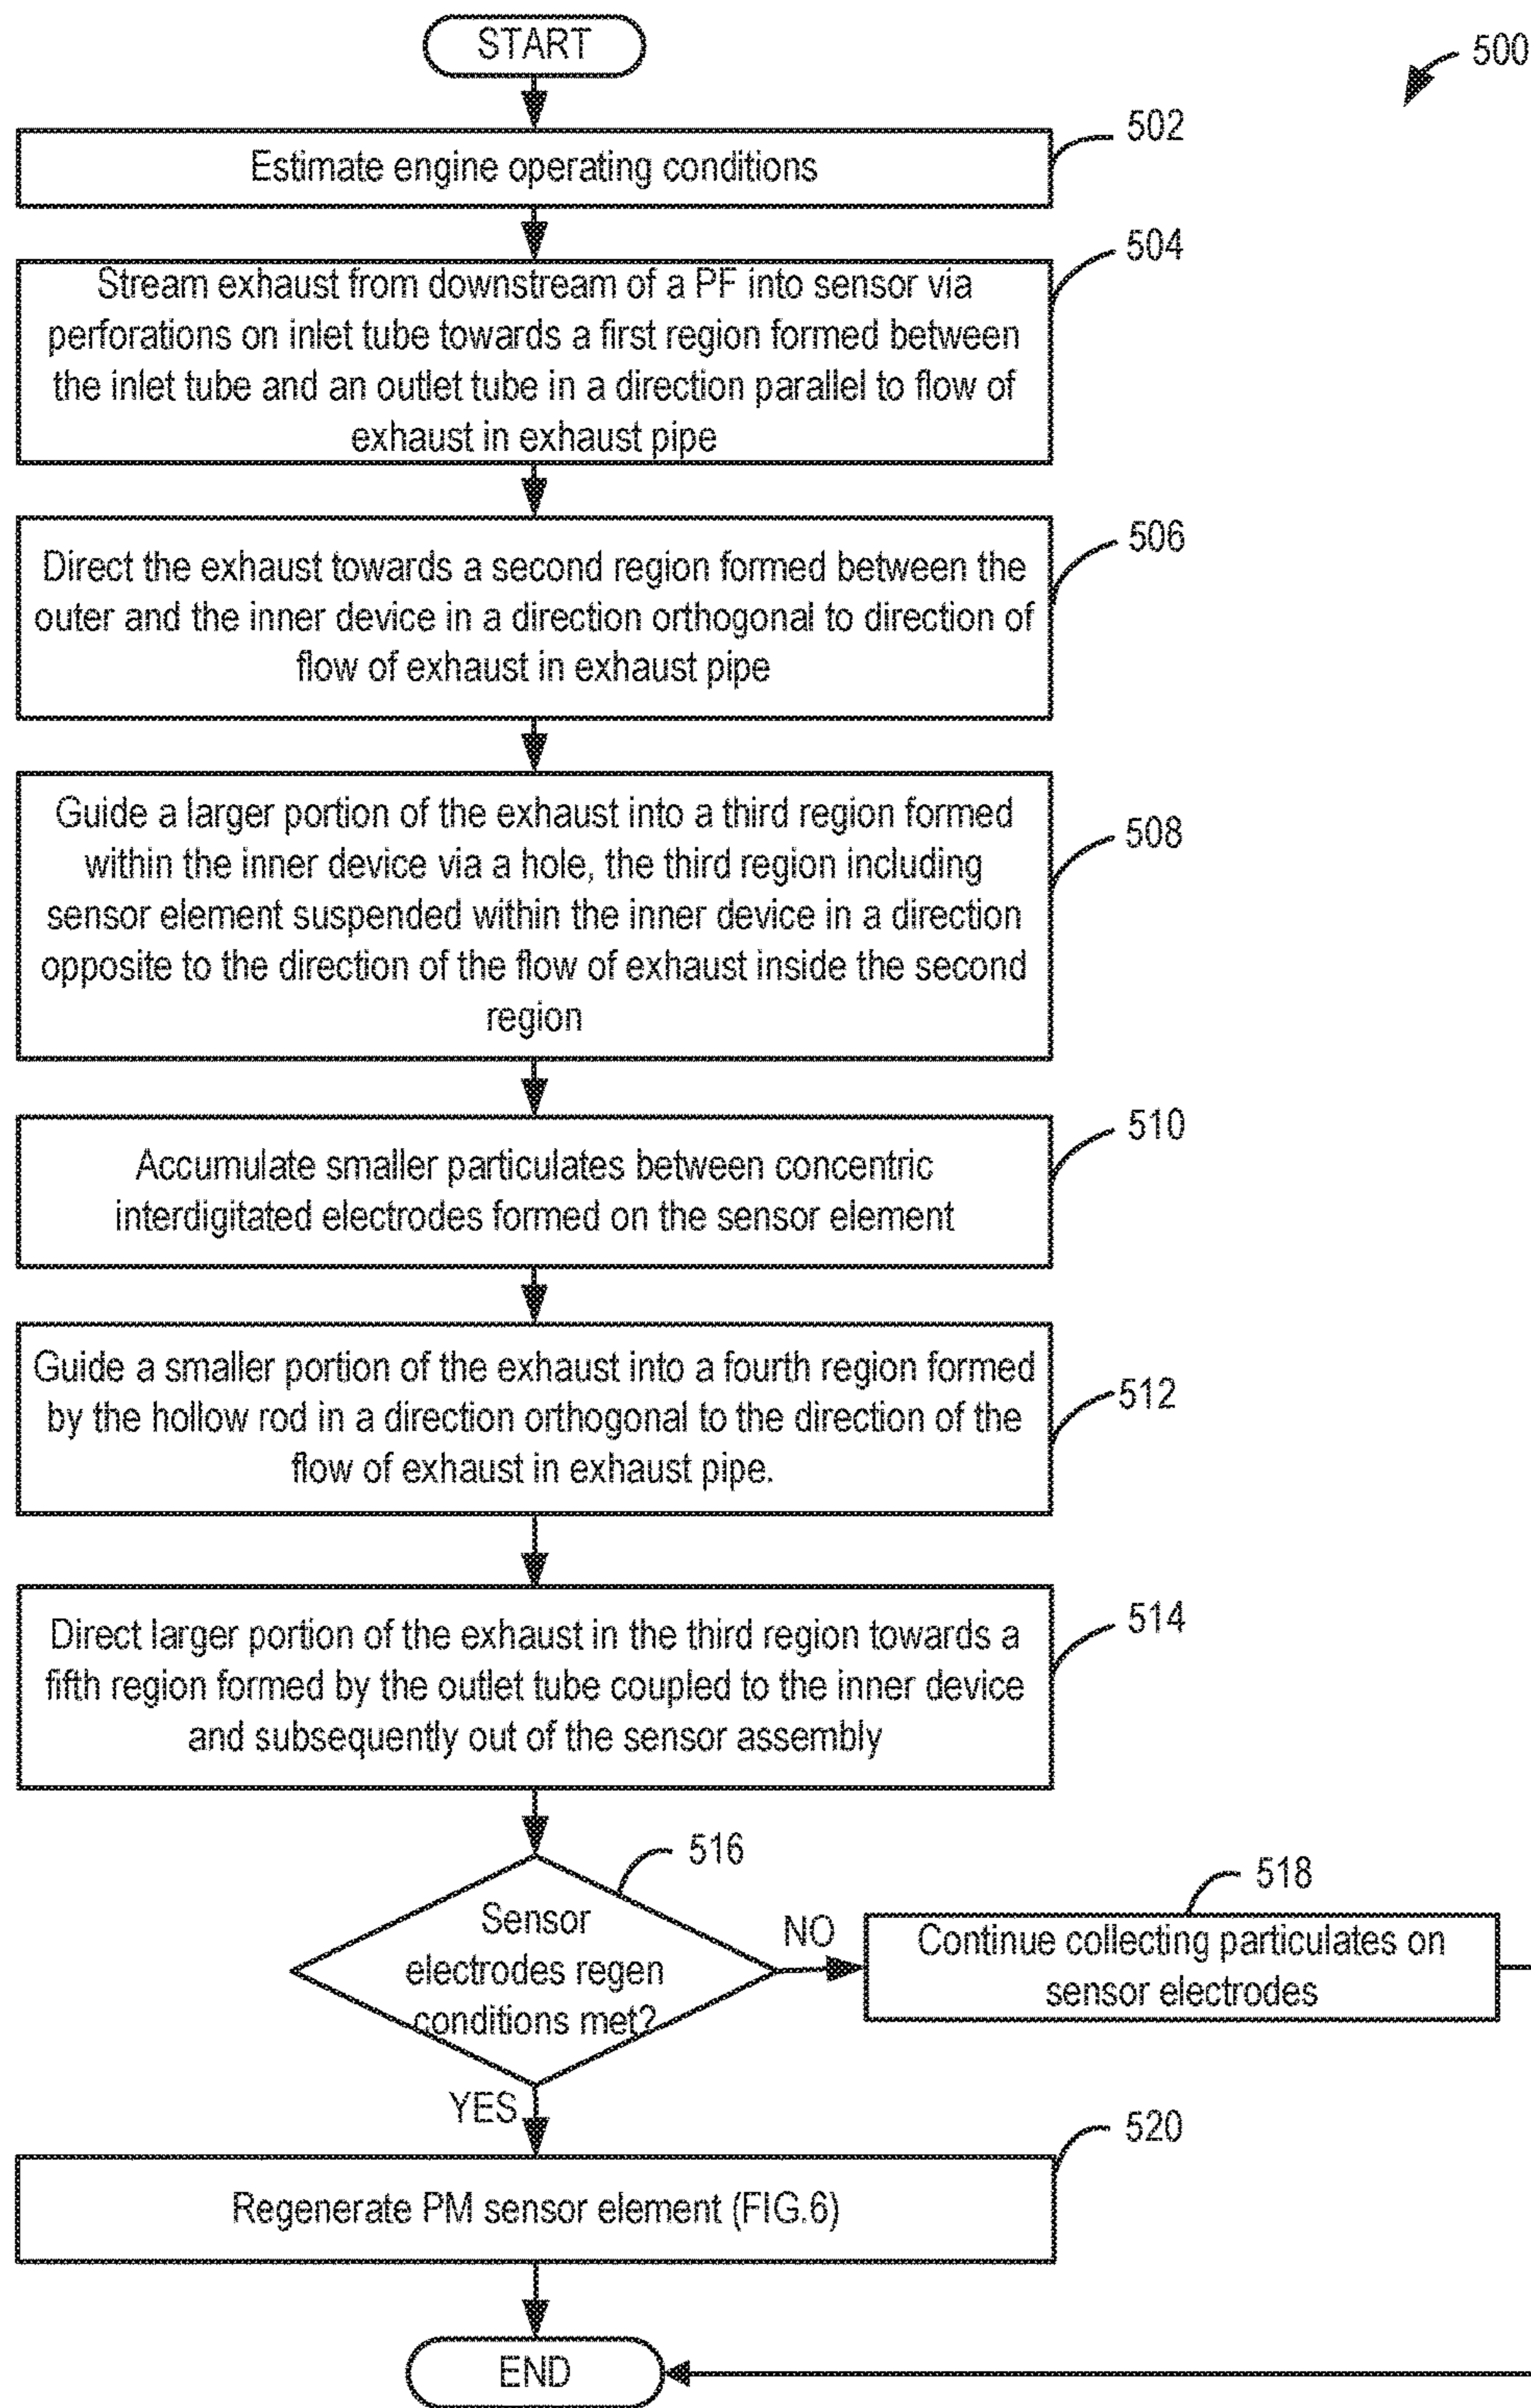 START
500
502
Estimate engine operating conditions
504
Stream exhaust from downstream of a PF into sensor via
perforations on inlet tube towards a first region formed between
the inlet tube and an outlet tube in a direction parallel to flow of
exhaust in exhaust pipe
506
Direct the exhaust towards a second region formed between the
outer and the inner device in a direction orthogonal to direction of
flow of exhaust in exhaust pipe
508
Guide a larger portion of the exhaust into a third region formed
within the inner device via a hole, the third region including
sensor element suspended within the inner device in a direction
opposite to the direction of the flow of exhaust inside the second
region
510
Accumulate smaller particulates between concentric
interdigitated electrodes formed on the sensor element
512
Guide a smaller portion of the exhaust into a fourth region formed
by the hollow rod in a direction orthogonal to the direction of the
flow of exhaust in exhaust pipe.
514
Direct larger portion of the exhaust in the third region towards a
fifth region formed by the outlet tube coupled to the inner device
and subsequently out of the sensor assembly
516
Sensor
electrodes regen
conditions met?
NO
518
Continue collecting particulates on
sensor electrodes
YES
520
Regenerate PM sensor element (FIG.6)
END